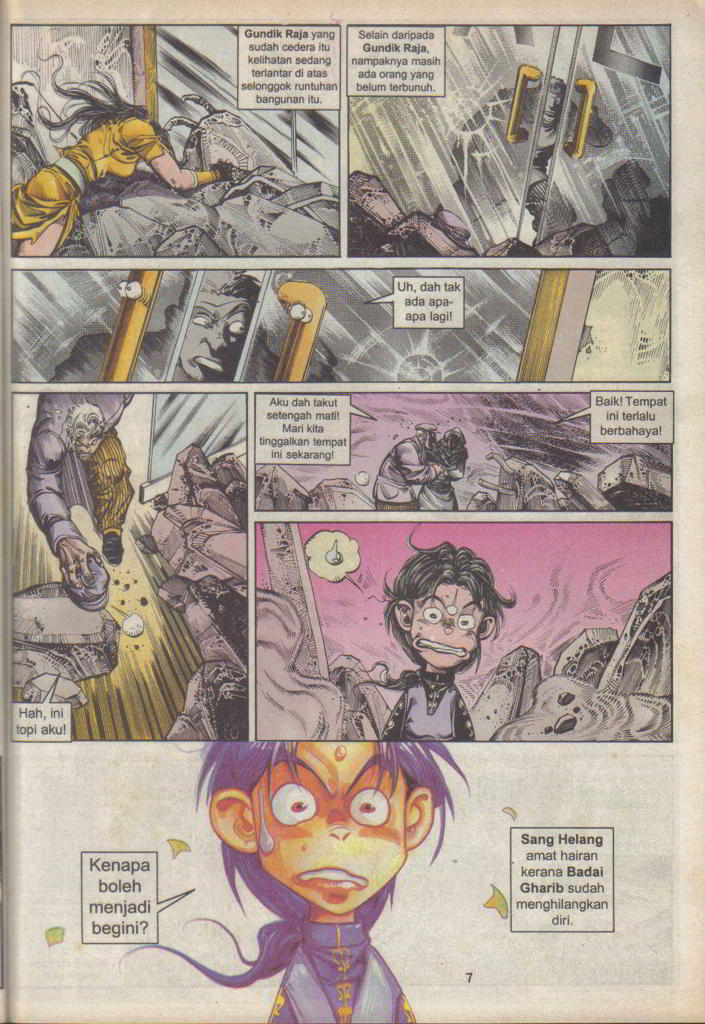 Gundik Raja yang
sudah cedera itu
kelihatan sedang
terlantar di atas
selonggok runtuhan
bangunan itu.
Selain daripada
Gundik Raja,
nampaknya masih
ada orang yang
belum terbunuh.
Uh, dah tak
ada apa-
apa lagi!
Hah, ini
topi aku!
Aku dah takut
setengah mati!
Mari kita
tinggalkan tempat
ini sekarang!
Baik! Tempat
ini terlalu
berbahaya!
Kenapa
boleh
menjadi
begini?
Sang Helang
amat hairan
kerana Badai
Gharib sudah
menghilangkan
diri.
7